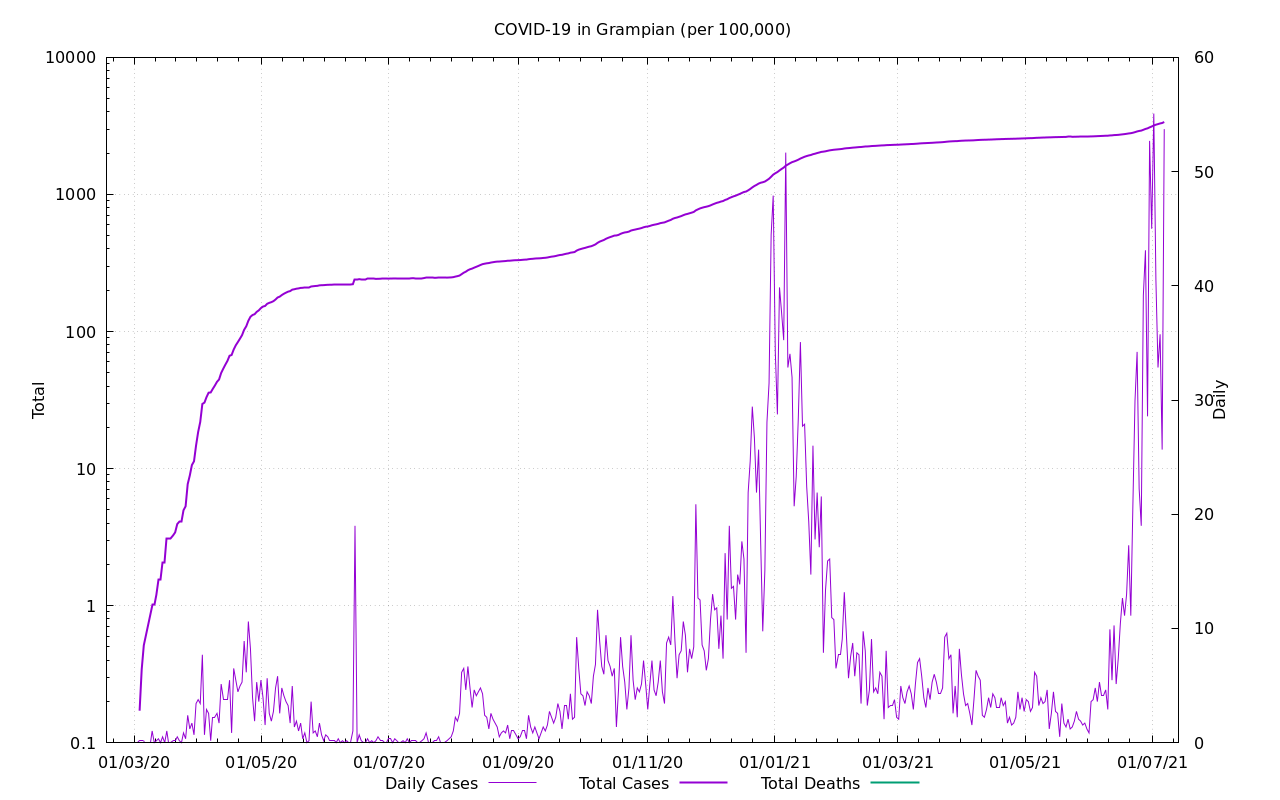 COVID-19 in Grampian (per 100,000)
10000
1000
100
10
1
0.1
Total
60
50
40
30
20
10
0
Daily
01/03/20 01/05/20 01/07/20 01/09/20 01/11/20 01/01/21 01/03/21 01/05/21 01/07/21
Daily Cases Total Cases Total Deaths